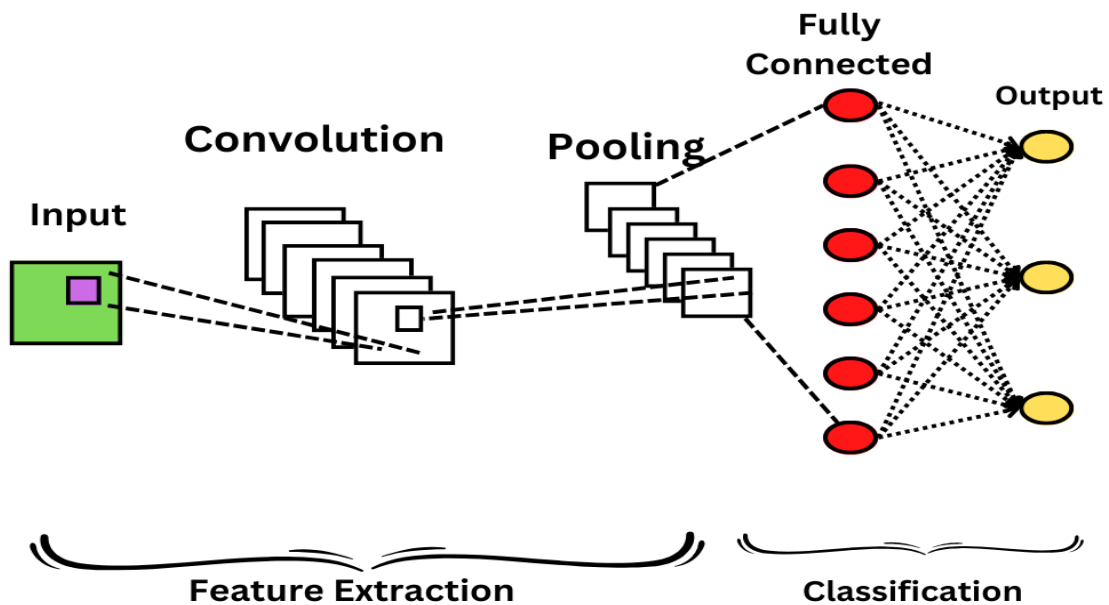 Fully
Connected
Output
Convolution
Pooling
Input
Feature Extraction
Classification